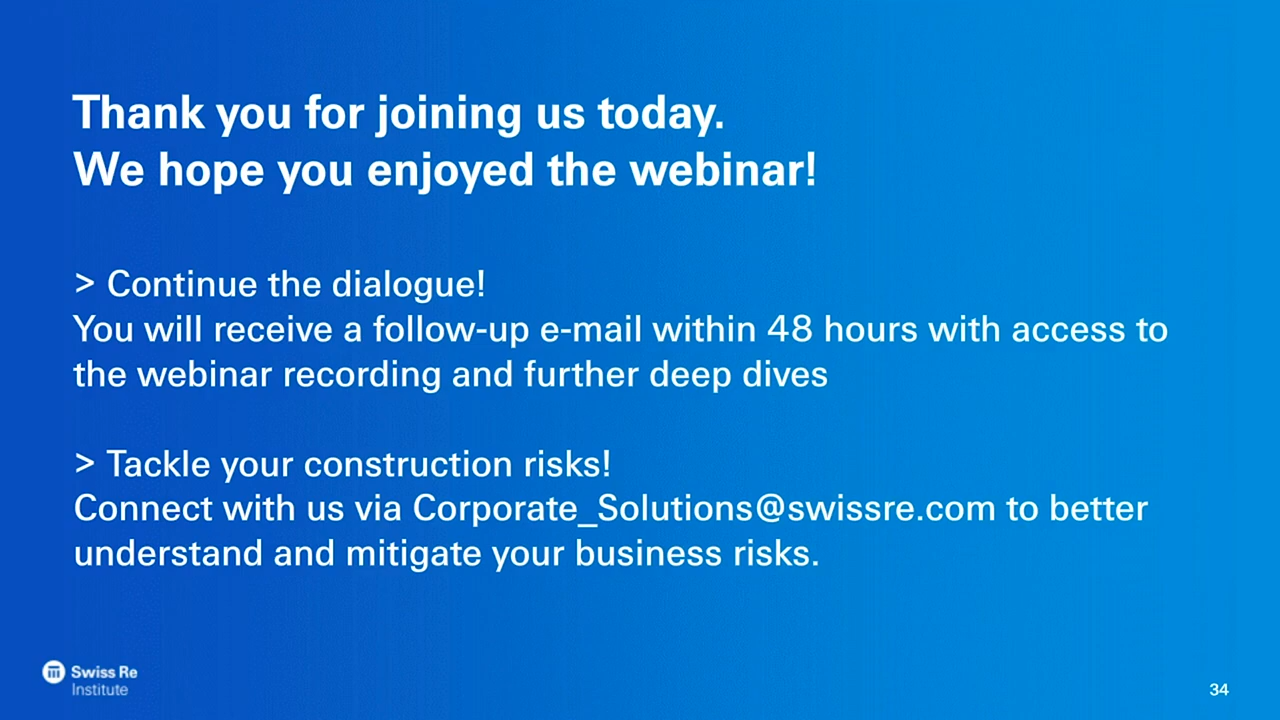 Thank you for joining us today.
We hope you enjoyed the webinar!
> Continue the dialogue!
You will receive a follow-up e-mail within 48 hours with access to
the webinar recording and further deep dives
> Tackle your construction risks!
Connect with us via Corporate_Solutions@swissre.com to better
understand and mitigate your business risks.
Swiss Re
Institute
34